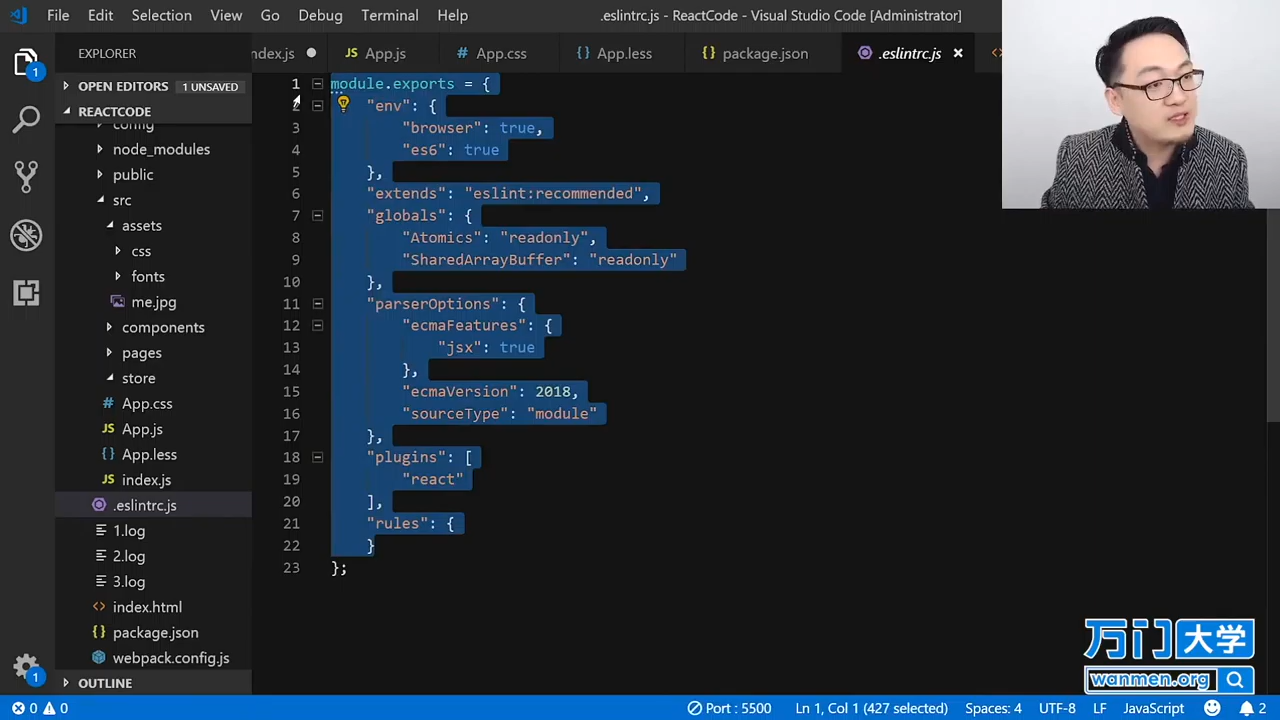 File Edit Selection View Go Debug Terminal Help
.eslintrc.js - ReactCode - Visual Studio Code [Administrator]
EXPLORER
ndex.js
JS App.js
# App.css
{} App.less
{} package.json
.eslintrc.js
OPEN EDITORS 1 UNSAVED
REACTCODE
config
node_modules
public
src
assets
css
fonts
me.jpg
components
pages
store
# App.css
JS App.js
{} App.less
JS index.js
.eslintrc.js
1.log
2.log
3.log
<> index.html
{} package.json
webpack.config.js
OUTLINE
1
1
1 module.exports = {
2 "env": {
3 "browser": true,
4 "es6": true
5 },
6 "extends": "eslint:recommended",
7 "globals": {
8 "Atomics": "readonly",
9 "SharedArrayBuffer": "readonly"
10 },
11 "parserOptions": {
12 "ecmaFeatures": {
13 "jsx": true
14 },
15 "ecmaVersion": 2018,
16 "sourceType": "module"
17 },
18 "plugins": [
19 "react"
20 ],
21 "rules": {
22 }
23 };
万门大学
wanmen.org
0 0
Port : 5500
Ln 1, Col 1 (427 selected)
Spaces: 4
UTF-8
LF
JavaScript
2